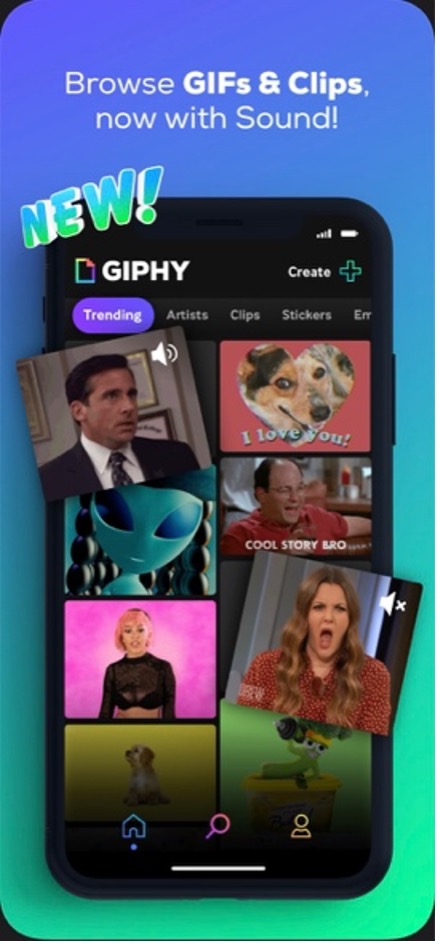 Browse GIFs & Clips,
now with Sound!
NEW!
GIPHY
Create
Trending Artists Clips Stickers Em
I love you!
COOL STORY BRO